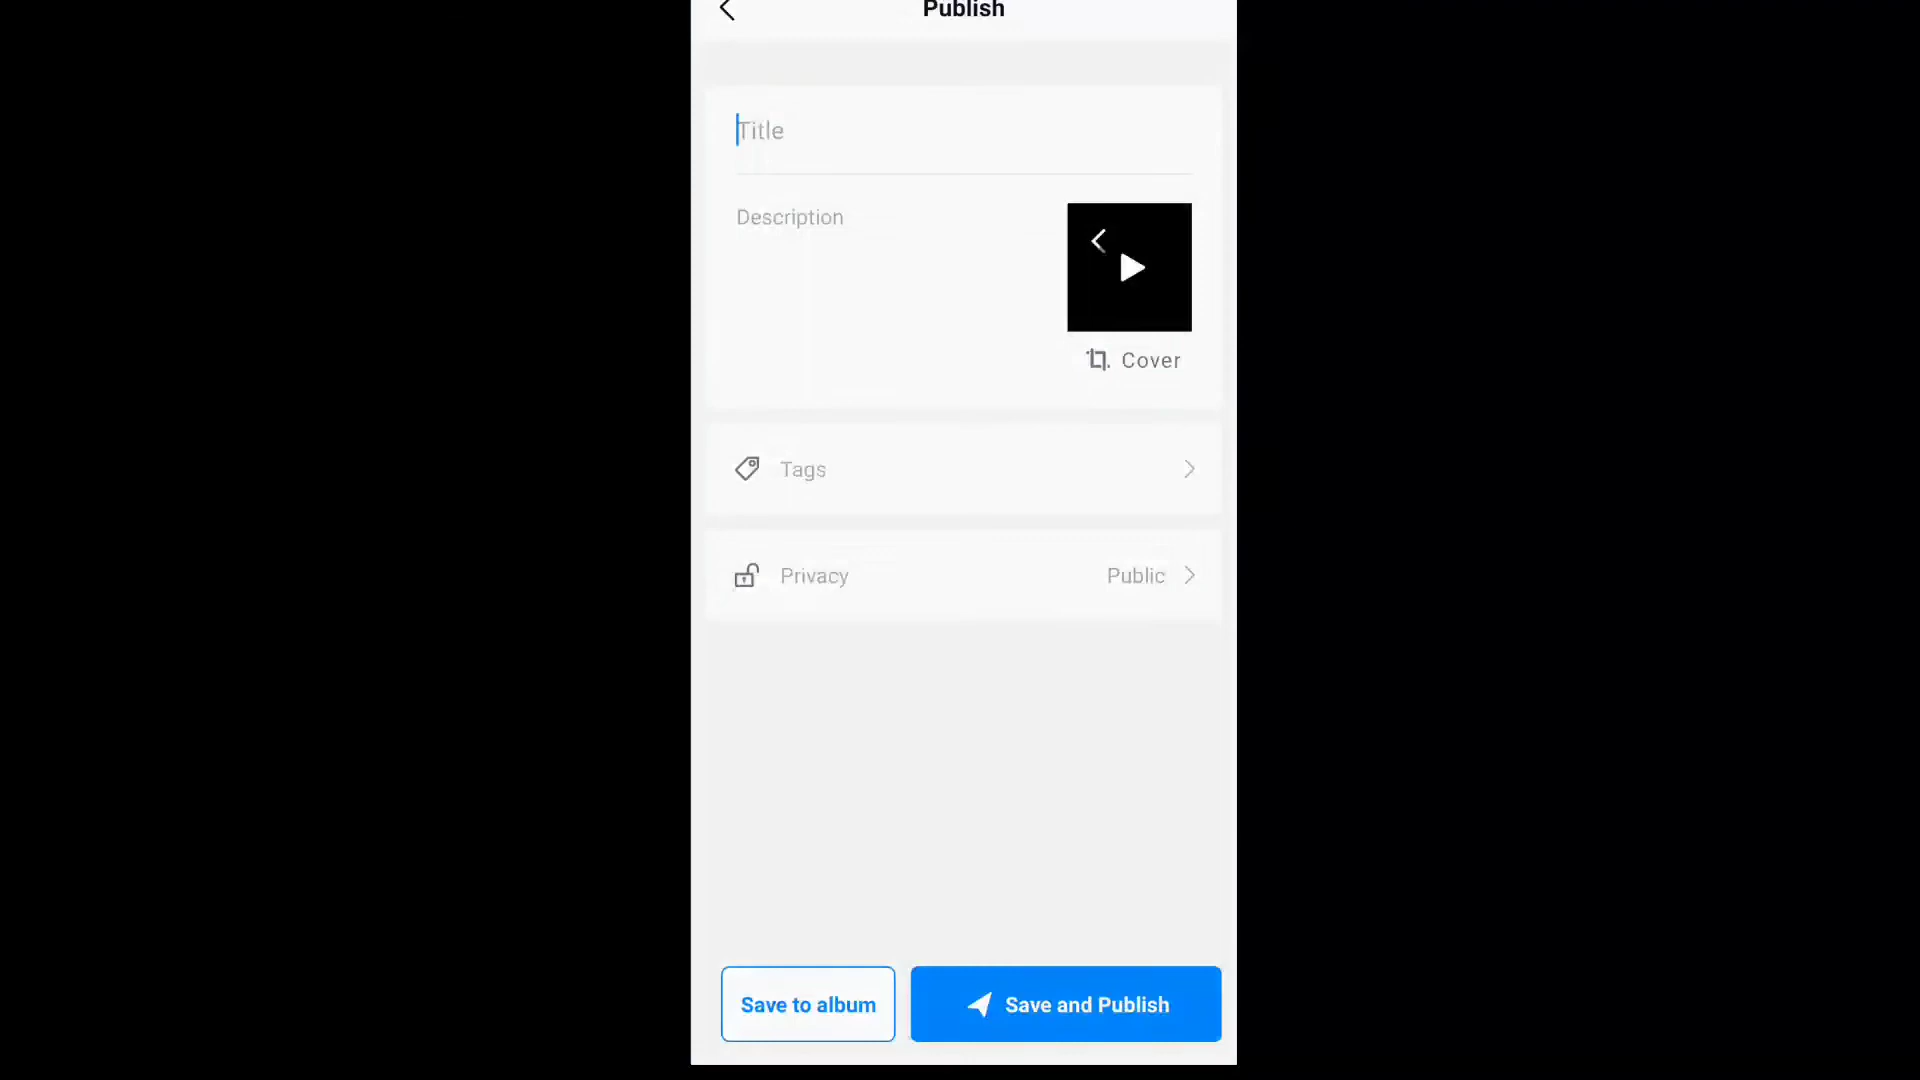 Publish
Title
Description
Cover
Tags
Privacy
Public
Save to album
Save and Publish